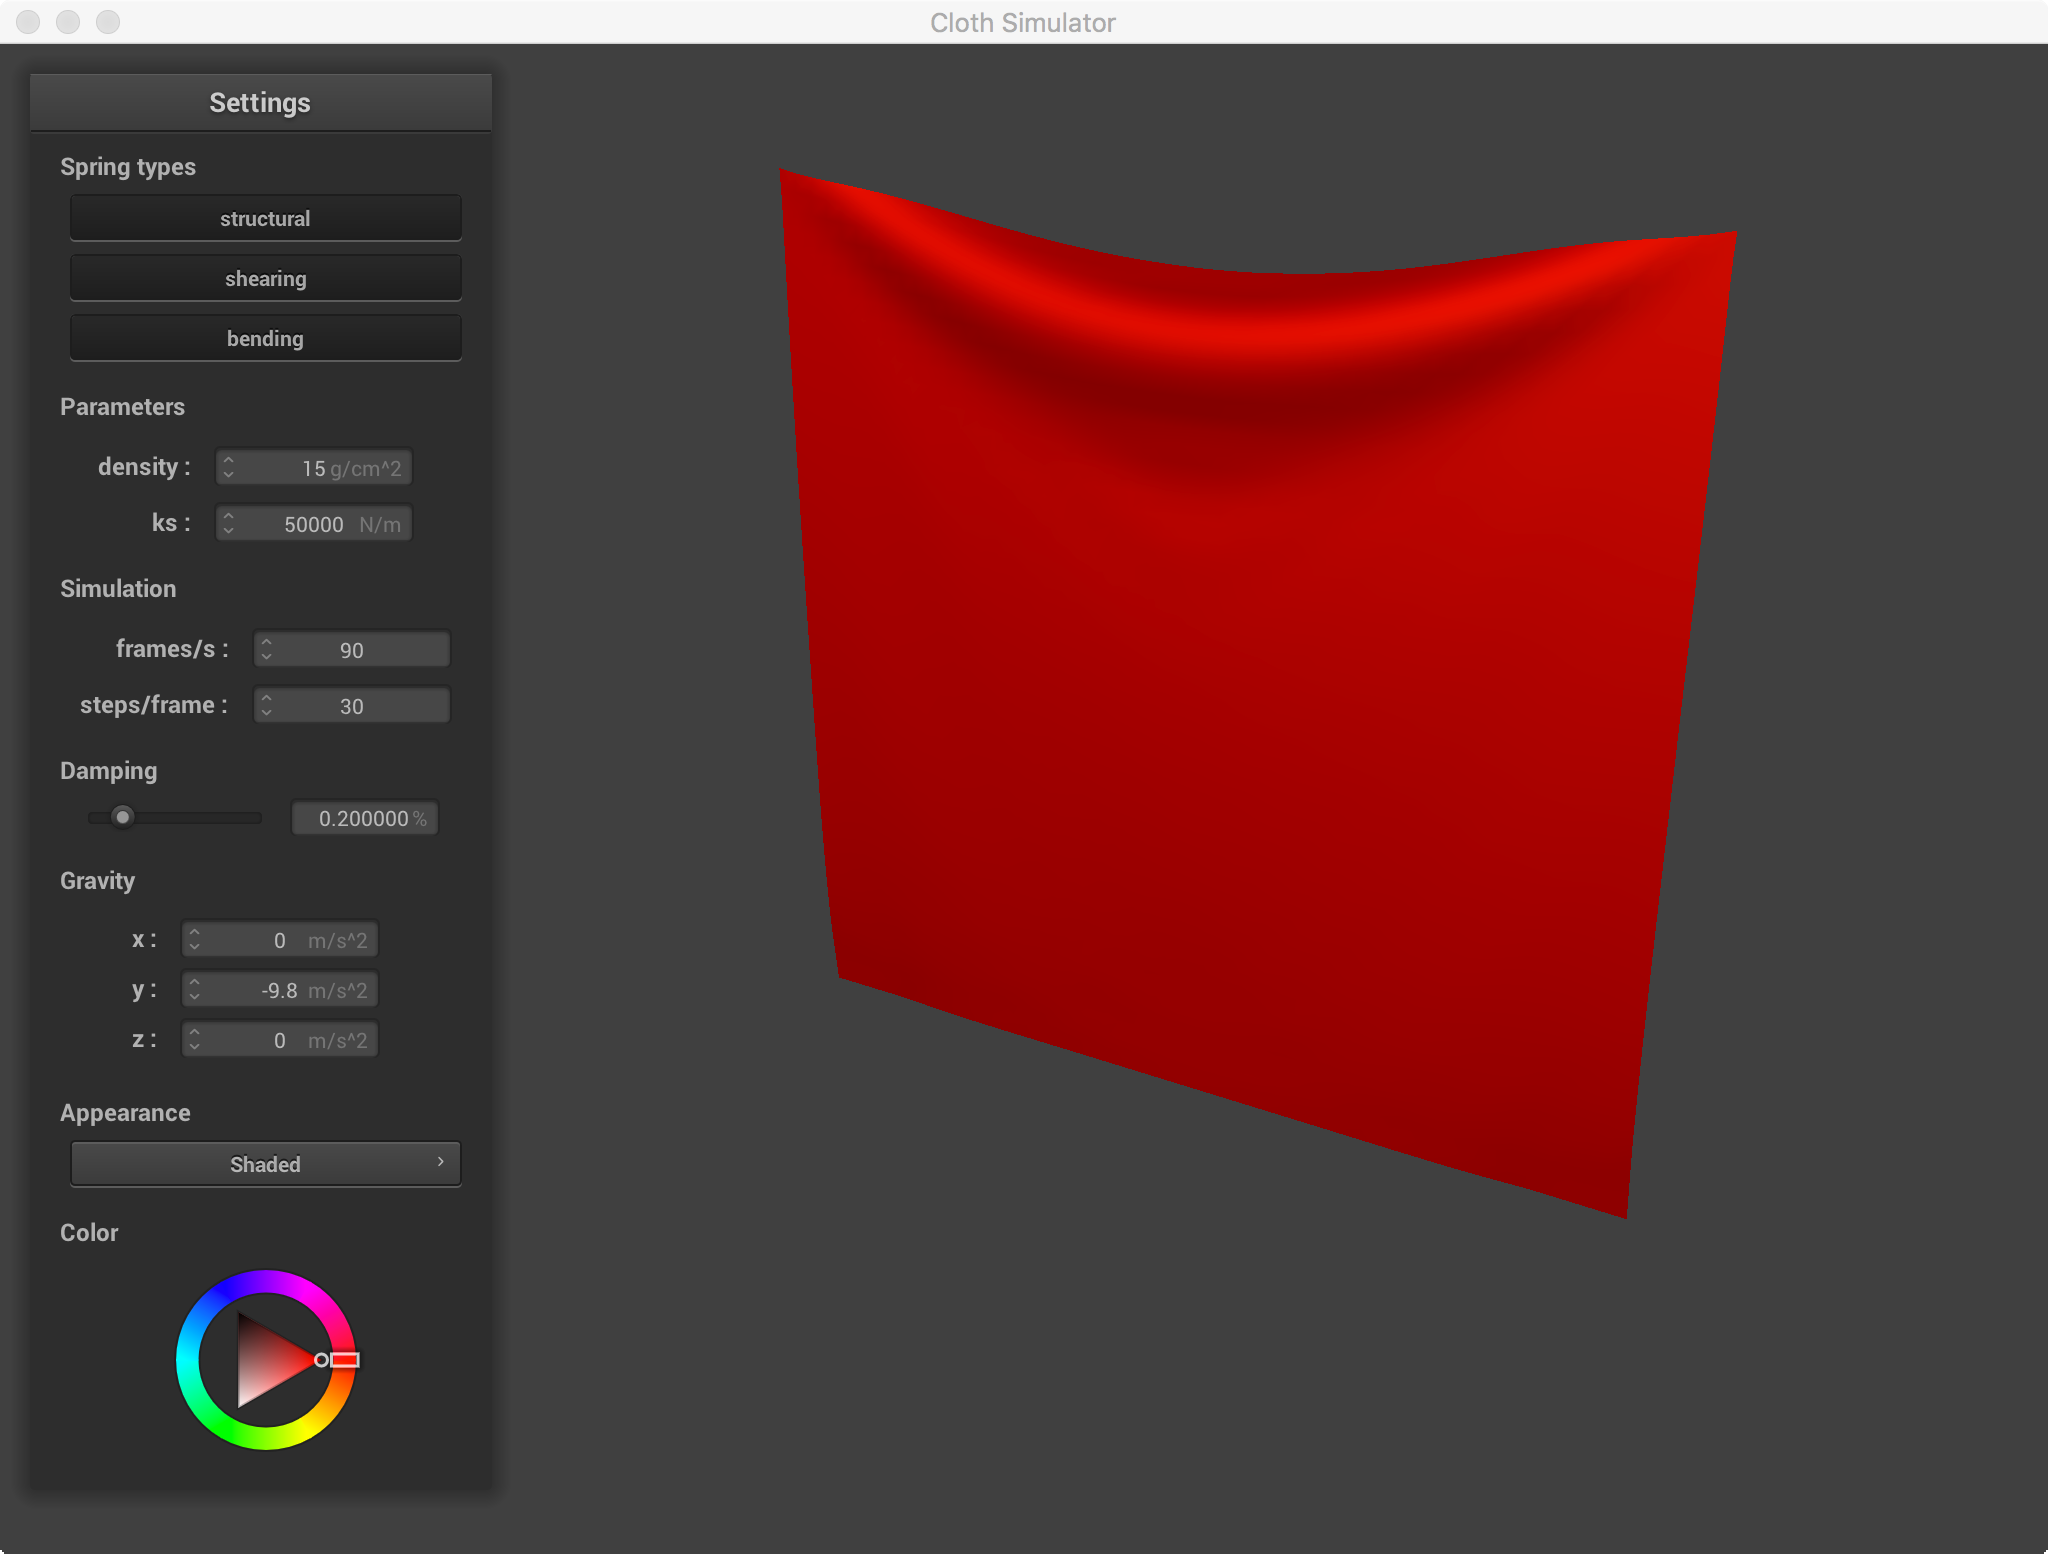 Cloth Simulator
Settings
Spring types
structural
shearing
bending
Parameters
density : 15 g/cm^2
ks : 50000 N/m
Simulation
frames/s : 90
steps/frame : 30
Damping
0.200000 %
Gravity
x : 0 m/s^2
y : -9.8 m/s^2
z : 0 m/s^2
Appearance
Shaded
Color